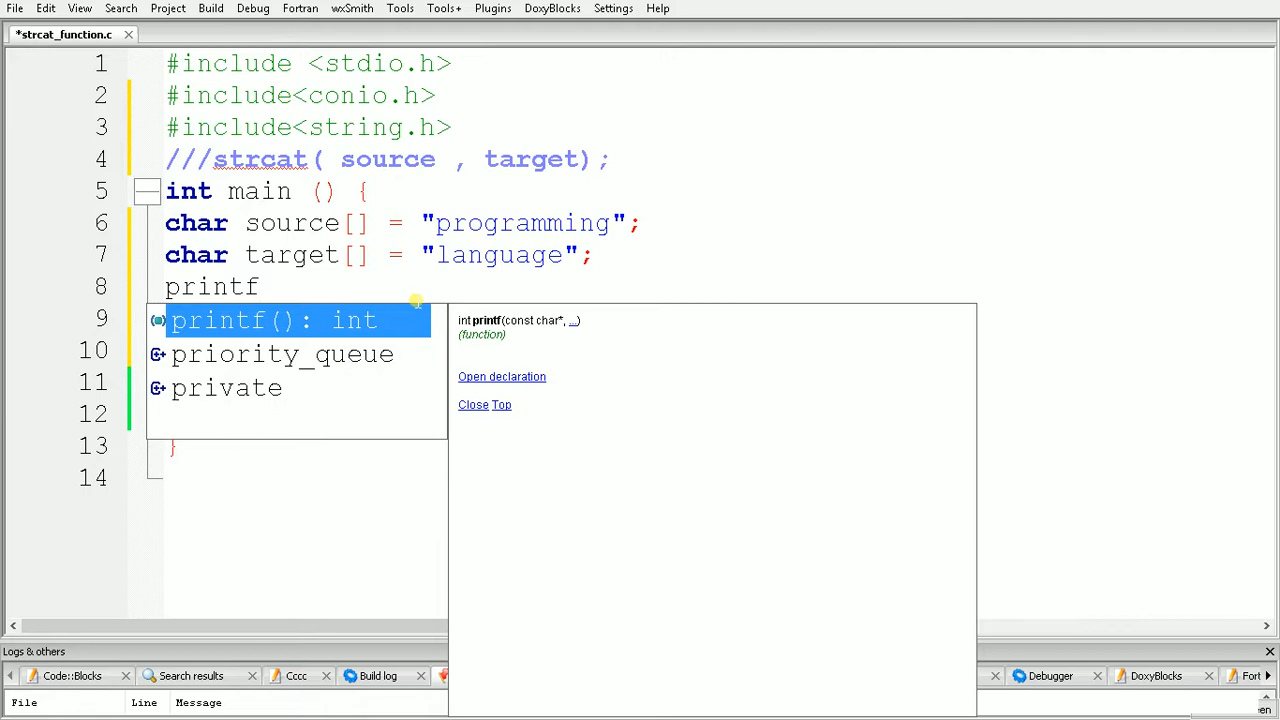 File Edit View Search Project Build Debug Fortran wxSmith Tools Tools+ Plugins DoxyBlocks Settings Help
*strcat_function.c
1 #include <stdio.h>
2 #include<conio.h>
3 #include<string.h>
4 ///strcat( source , target);
5 int main () {
6 char source[] = "programming";
7 char target[] = "language";
8 printf
9 printf(): int
int printf(const char*, ...)
(function)
10 priority_queue
11 private
Open declaration
12
Close Top
13 }
14
Logs & others
Code::Blocks Search results Cccc Build log Debugger DoxyBlocks Fort
File Line Message
en